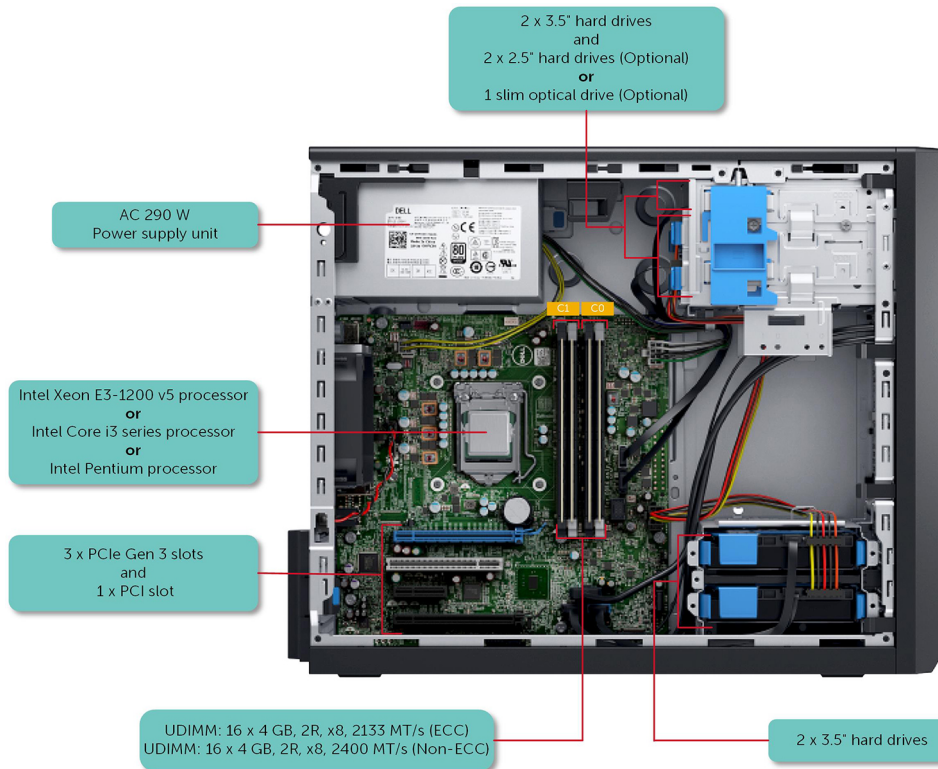 2 x 3.5" hard drives
and
2 x 2.5" hard drives (Optional)
or
1 slim optical drive (Optional)
AC 290 W
Power supply unit
DELL
C1
C0
Intel Xeon E3-1200 v5 processor
or
Intel Core i3 series processor
or
Intel Pentium processor
3 x PCIe Gen 3 slots
and
1 x PCI slot
UDIMM: 16 x 4 GB, 2R, x8, 2133 MT/s (ECC)
UDIMM: 16 x 4 GB, 2R, x8, 2400 MT/s (Non-ECC)
2 x 3.5" hard drives